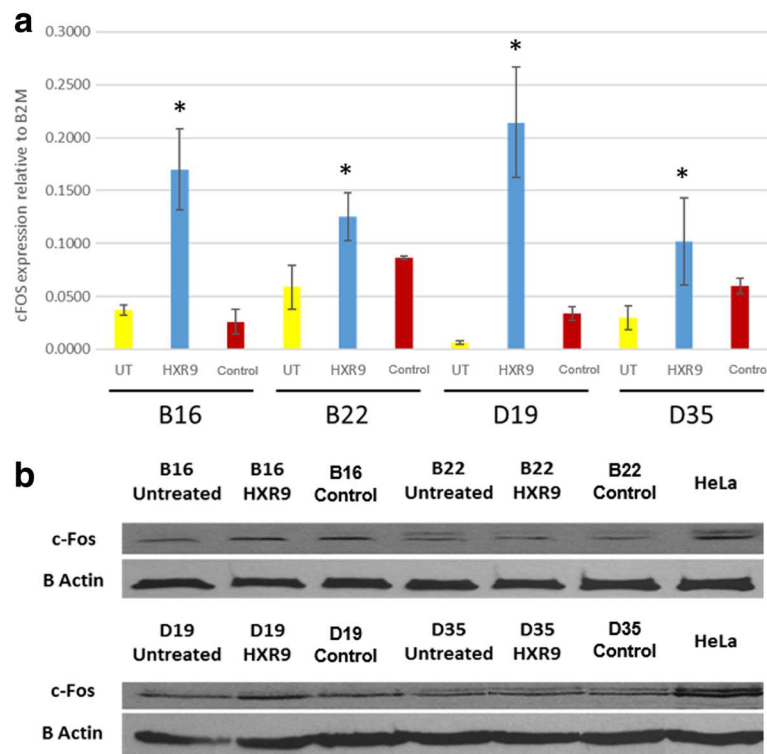 a
0.3000
*
0.2500
*
0.2000
*
*
0.1500
0.1000
0.0500
0.0000
cFOS expression relative to B2M
UT HXR9 Control UT HXR9 Control UT HXR9 Control UT HXR9 Contro
B16 B22 D19 D35
b
B16 B16 B16 B22 B22 B22 HeLa
Untreated HXR9 Control Untreated HXR9 Control
c-Fos
B Actin
D19 D19 D19 D35 D35 D35 HeLa
Untreated HXR9 Control Untreated HXR9 Control
c-Fos
B Actin